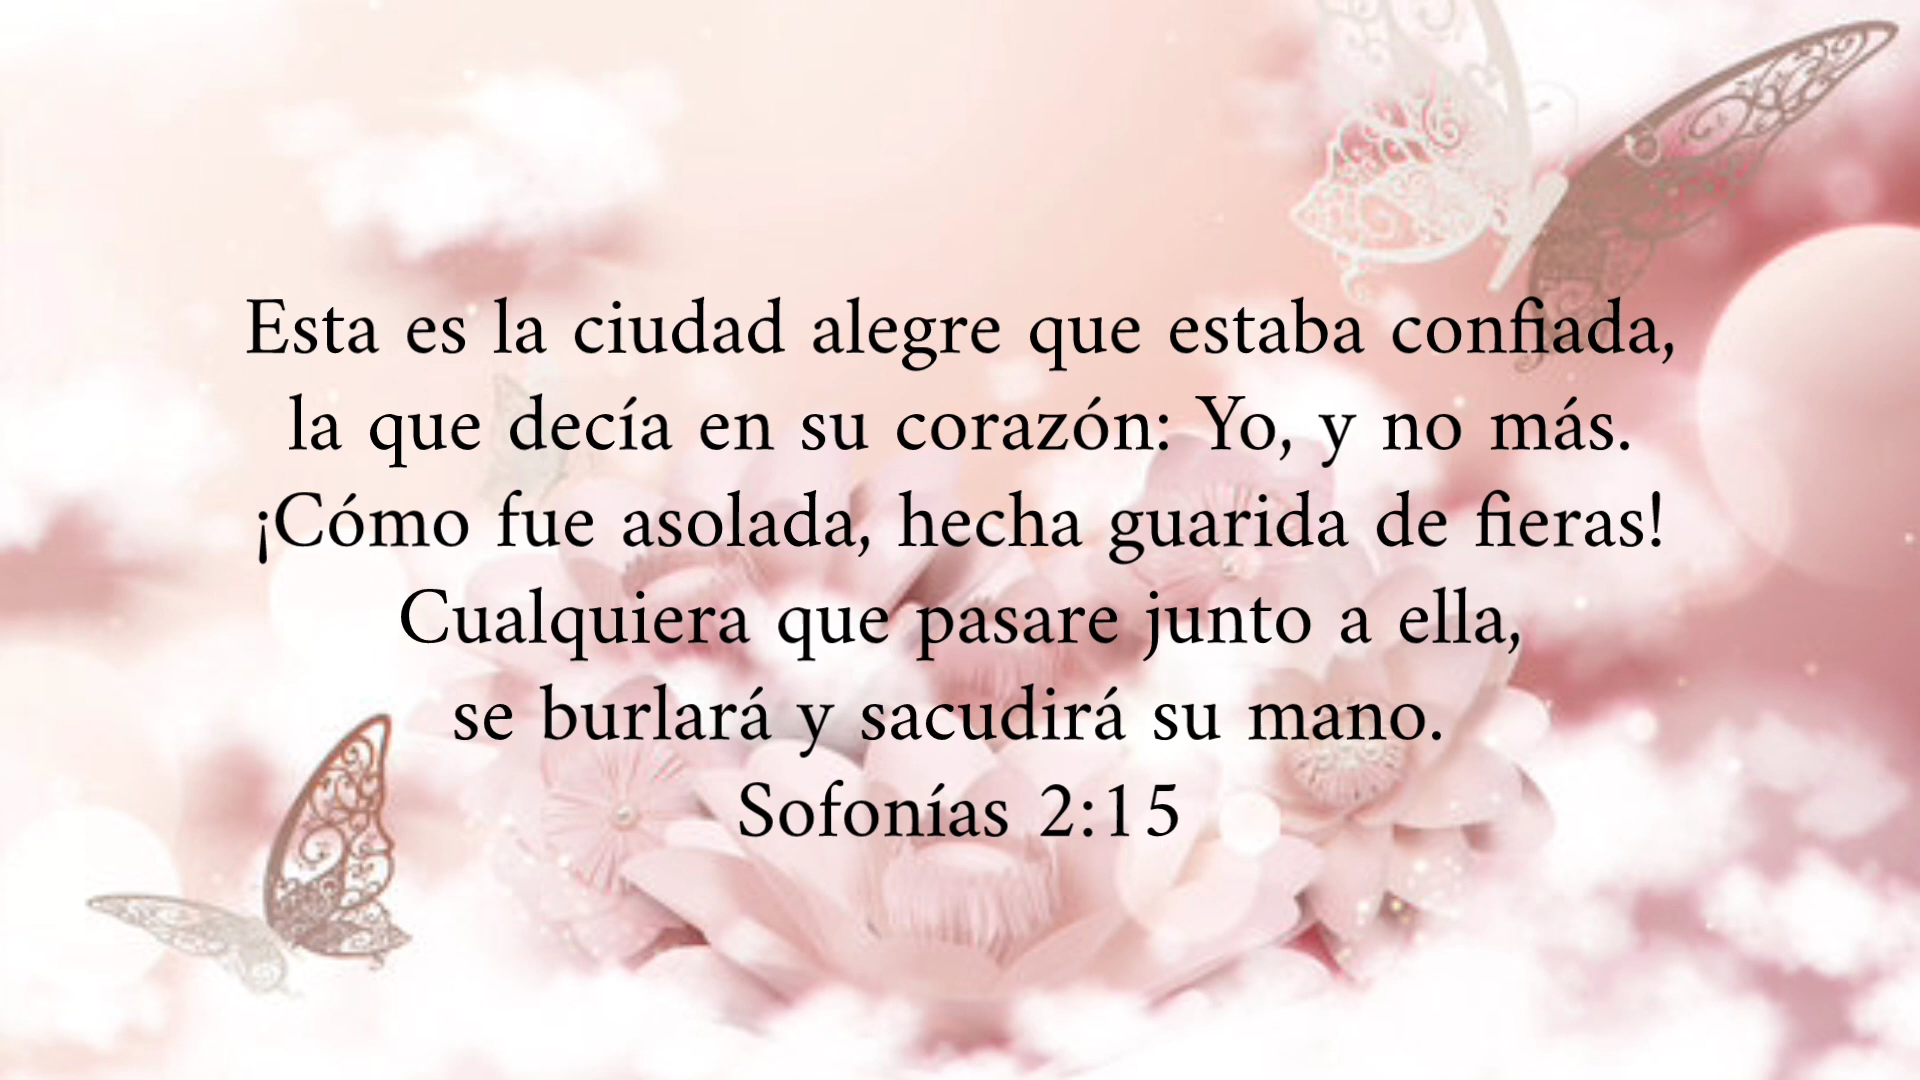 Esta es la ciudad alegre que estaba confiada,
la que decía en su corazón: Yo, y no más.
¡Cómo fue asolada, hecha guarida de fieras!
Cualquiera que pasare junto a ella,
se burlará y sacudirá su mano.
Sofonías 2:15